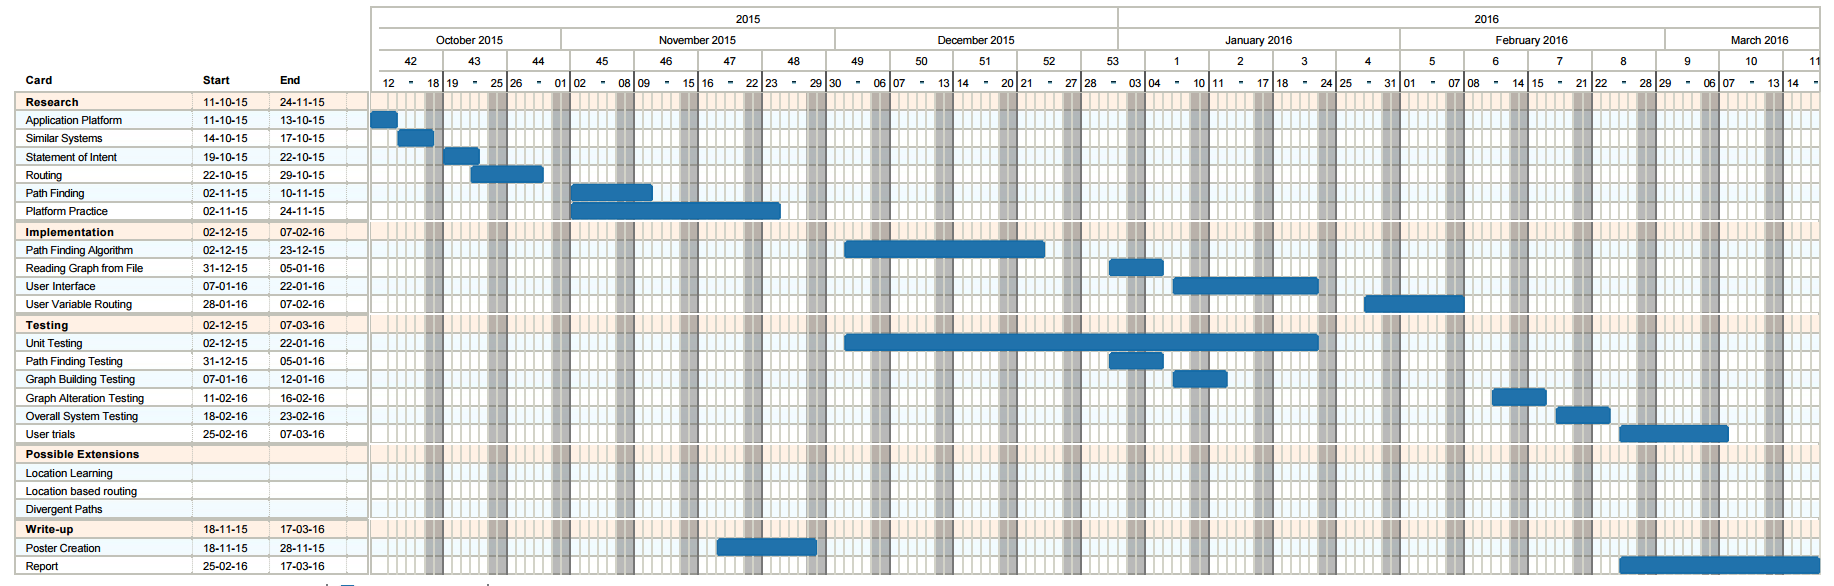 2015 2016
October 2015 November 2015 December 2015 January 2016 February 2016 March 2016
42 43 44 45 46 47 48 49 50 51 52 53 1 2 3 4 5 6 7 8 9 10 11
Card Start End 12 - 18 19 - 25 26 - 01 02 - 08 09 - 15 16 - 22 23 - 29 30 - 06 07 - 13 14 - 20 21 - 27 28 - 03 04 - 10 11 - 17 18 - 24 25 - 31 01 - 07 08 - 14 15 - 21 22 - 28 29 - 06 07 - 13 14 -
Research 11-10-15 24-11-15
Application Platform 11-10-15 13-10-15
Similar Systems 14-10-15 17-10-15
Statement of Intent 19-10-15 22-10-15
Routing 22-10-15 29-10-15
Path Finding 02-11-15 10-11-15
Platform Practice 02-11-15 24-11-15
Implementation 02-12-15 07-02-16
Path Finding Algorithm 02-12-15 23-12-15
Reading Graph from File 31-12-15 05-01-16
User Interface 07-01-16 22-01-16
User Variable Routing 28-01-16 07-02-16
Testing 02-12-15 07-03-16
Unit Testing 02-12-15 22-01-16
Path Finding Testing 31-12-15 05-01-16
Graph Building Testing 07-01-16 12-01-16
Graph Alteration Testing 11-02-16 16-02-16
Overall System Testing 18-02-16 23-02-16
User trials 25-02-16 07-03-16
Possible Extensions
Location Learning
Location based routing
Divergent Paths
Write-up 18-11-15 17-03-16
Poster Creation 18-11-15 28-11-15
Report 25-02-16 17-03-16